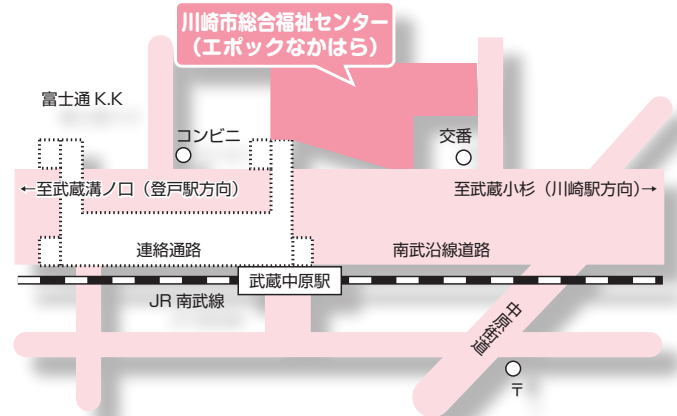 川崎市総合福祉センター
（エポックなかはら）
富士通 K.K
コンビニ
交番
←至武蔵溝ノ口（登戸駅方向）
至武蔵小杉（川崎駅方向)→
連絡通路
南武沿線道路
武蔵中原駅
JR 南武線
中原街道
〒